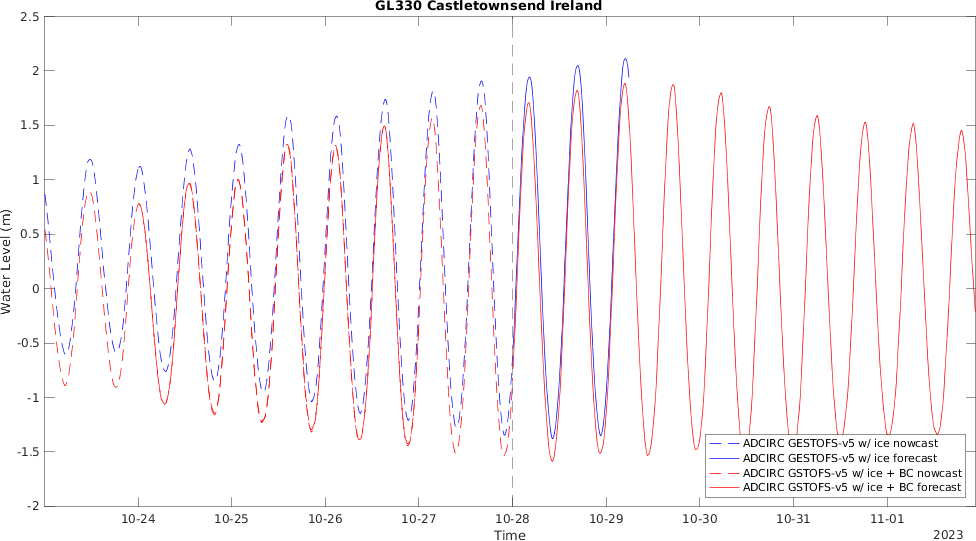 GL330 Castletownsend Ireland
2.5
2
1.5
1
0.5
0
-0.5
-1
-1.5
-2
Water Level (m)
10-24
10-25
10-26
10-27
10-28
10-29
10-30
10-31
11-01
Time
2023
ADCIRC GESTOFS-v5 w/ ice nowcast
ADCIRC GESTOFS-v5 w/ ice forecast
ADCIRC GSTOFS-v5 w/ ice + BC nowcast
ADCIRC GSTOFS-v5 w/ ice + BC forecast